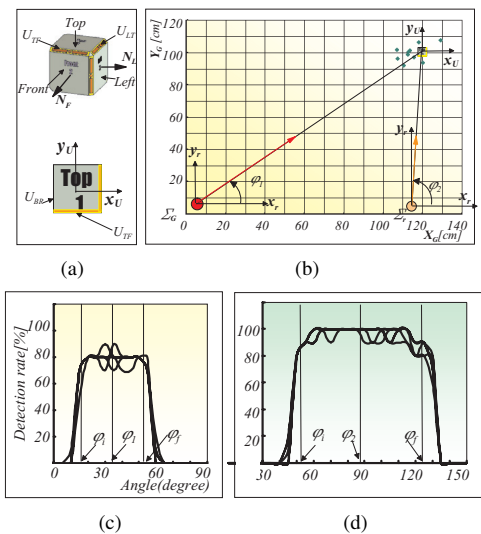 (a)
U_TF
Top
U_LT
N_L
Front
Left
N_F
y_U
Top
1
x_U
U_BR
U_TF
(b)
Y_G [cm]
120
100
80
60
40
20
0
20
40
60
80
100
120
140
X_G[cm]
y_U
x_U
y_r
x_r
φ_1
Σ_G
y_r
φ_2
x_r
Σ_r
(a)
(b)
Detection rate[%]
80
60
40
20
φ_i
φ_1
φ_f
0
30
60
90
Angle(degree)
100
80
60
40
20
φ_i
φ_2
φ_f
30
60
90
120
150
(c)
(d)